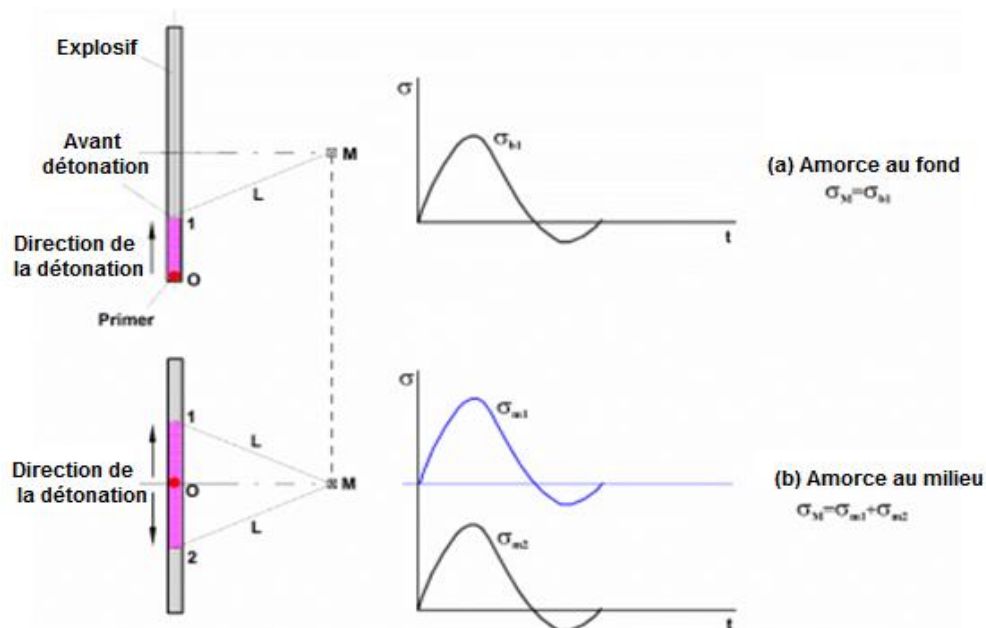 Explosif
Avant
détonation
Direction de
la détonation
Primer
1
O
L
M
σ
σb1
t
(a) Amorce au fond
σM=σb1
Direction de
la détonation
1
O
2
L
L
M
σ
σm1
σm2
t
(b) Amorce au milieu
σM=σm1+σm2